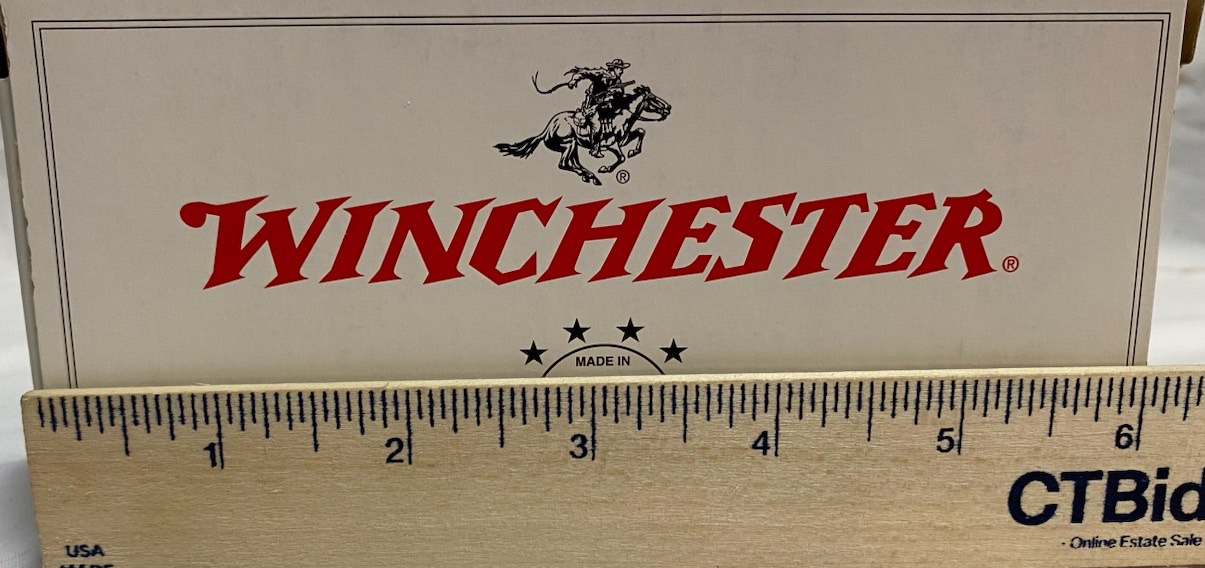 ®
WINCHESTER®
MADE IN
1 2 3 4 5 6
CTBid
- Online Estate Sale
USA